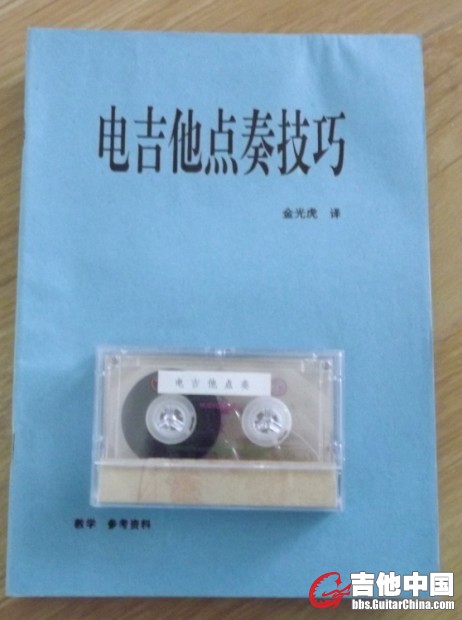 电吉他点奏技巧
金光虎 译
电吉他点奏
教学 参考资料
吉他中国
bbs.GuitarChina.com